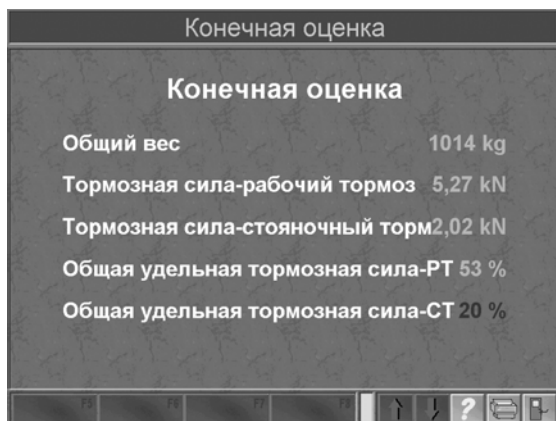 Конечная оценка
Конечная оценка
Общий вес 1014 kg
Тормозная сила-рабочий тормоз 5,27 kN
Тормозная сила-стояночный торм2,02 kN
Общая удельная тормозная сила-РТ 53 %
Общая удельная тормозная сила-СТ 20 %
F5 F6 F7 F8 ?